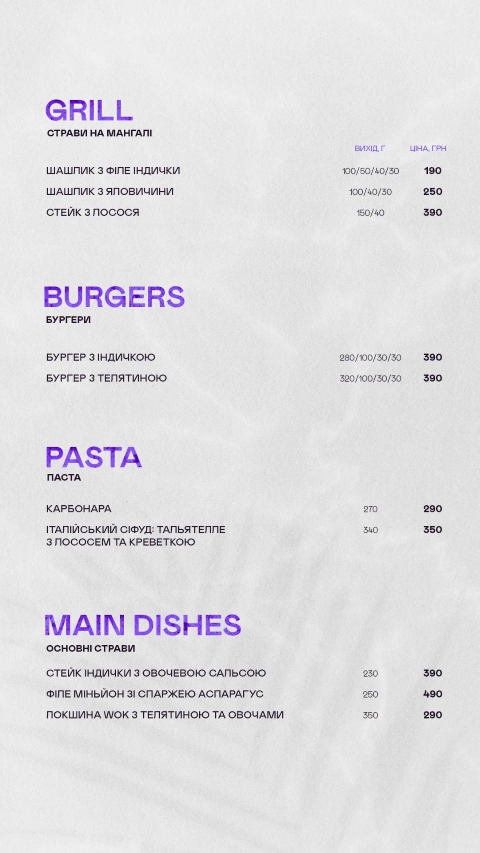 GRILL
СТРАВИ НА МАНГАЛІ
ВИХІД, Г ЦІНА, ГРН
ШАШЛИК З ФІЛЕ ІНДИЧКИ 100/50/40/30 190
ШАШЛИК З ЯЛОВИЧИНИ 100/40/30 250
СТЕЙК З ЛОСОСЯ 150/40 390
BURGERS
БУРГЕРИ
БУРГЕР З ІНДИЧКОЮ 280/100/30/30 390
БУРГЕР З ТЕЛЯТИНОЮ 320/100/30/30 390
PASTA
ПАСТА
КАРБОНАРА 270 290
ІТАЛІЙСЬКИЙ СІФУД: ТАЛЬЯТЕЛЛЕ 340 350
З ЛОСОСЕМ ТА КРЕВЕТКОЮ
MAIN DISHES
ОСНОВНІ СТРАВИ
СТЕЙК ІНДИЧКИ З ОВОЧЕВОЮ САЛЬСОЮ 230 390
ФІЛЕ МІНЬЙОН ЗІ СПАРЖЕЮ АСПАРАГУС 250 490
ЛОКШИНА WOK З ТЕЛЯТИНОЮ ТА ОВОЧАМИ 350 290